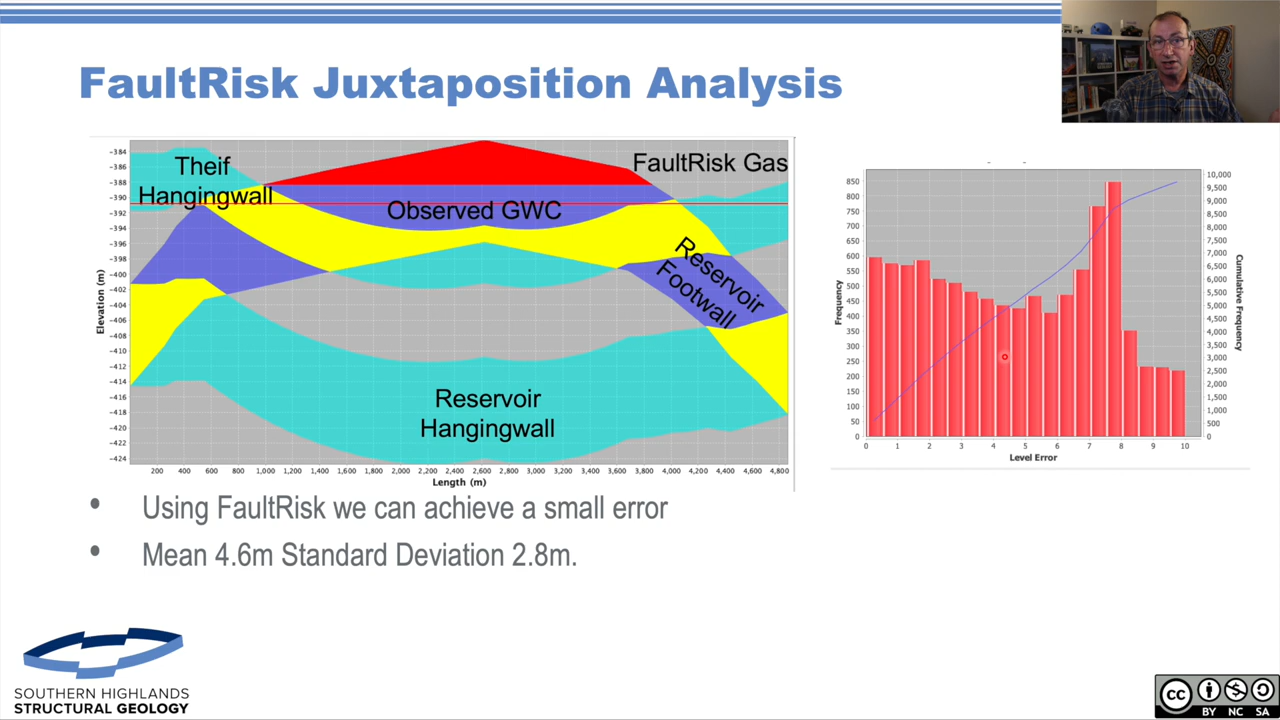 FaultRisk Juxtaposition Analysis
-384
-386
-388
-390
-392
-394
-396
-398
-400
-402
-404
-406
-408
-410
-412
-414
-416
-418
-420
-422
-424
Elevation (m)
Theif
Hangingwall
FaultRisk Gas
Observed GWC
Reservoir
Footwall
Reservoir
Hangingwall
200 400 600 800 1,000 1,200 1,400 1,600 1,800 2,000 2,200 2,400 2,600 2,800 3,000 3,200 3,400 3,600 3,800 4,000 4,200 4,400 4,600 4,800
Length (m)
850
800
750
700
650
600
550
500
450
400
350
300
250
200
150
100
50
0
Frequency
10,000
9,500
9,000
8,500
8,000
7,500
7,000
6,500
6,000
5,500
5,000
4,500
4,000
3,500
3,000
2,500
2,000
1,500
1,000
500
0
Cumulative Frequency
0 1 2 3 4 5 6 7 8 9 10
Level Error
• Using FaultRisk we can achieve a small error
• Mean 4.6m Standard Deviation 2.8m.
SOUTHERN HIGHLANDS
STRUCTURAL GEOLOGY
cc
BY NC SA